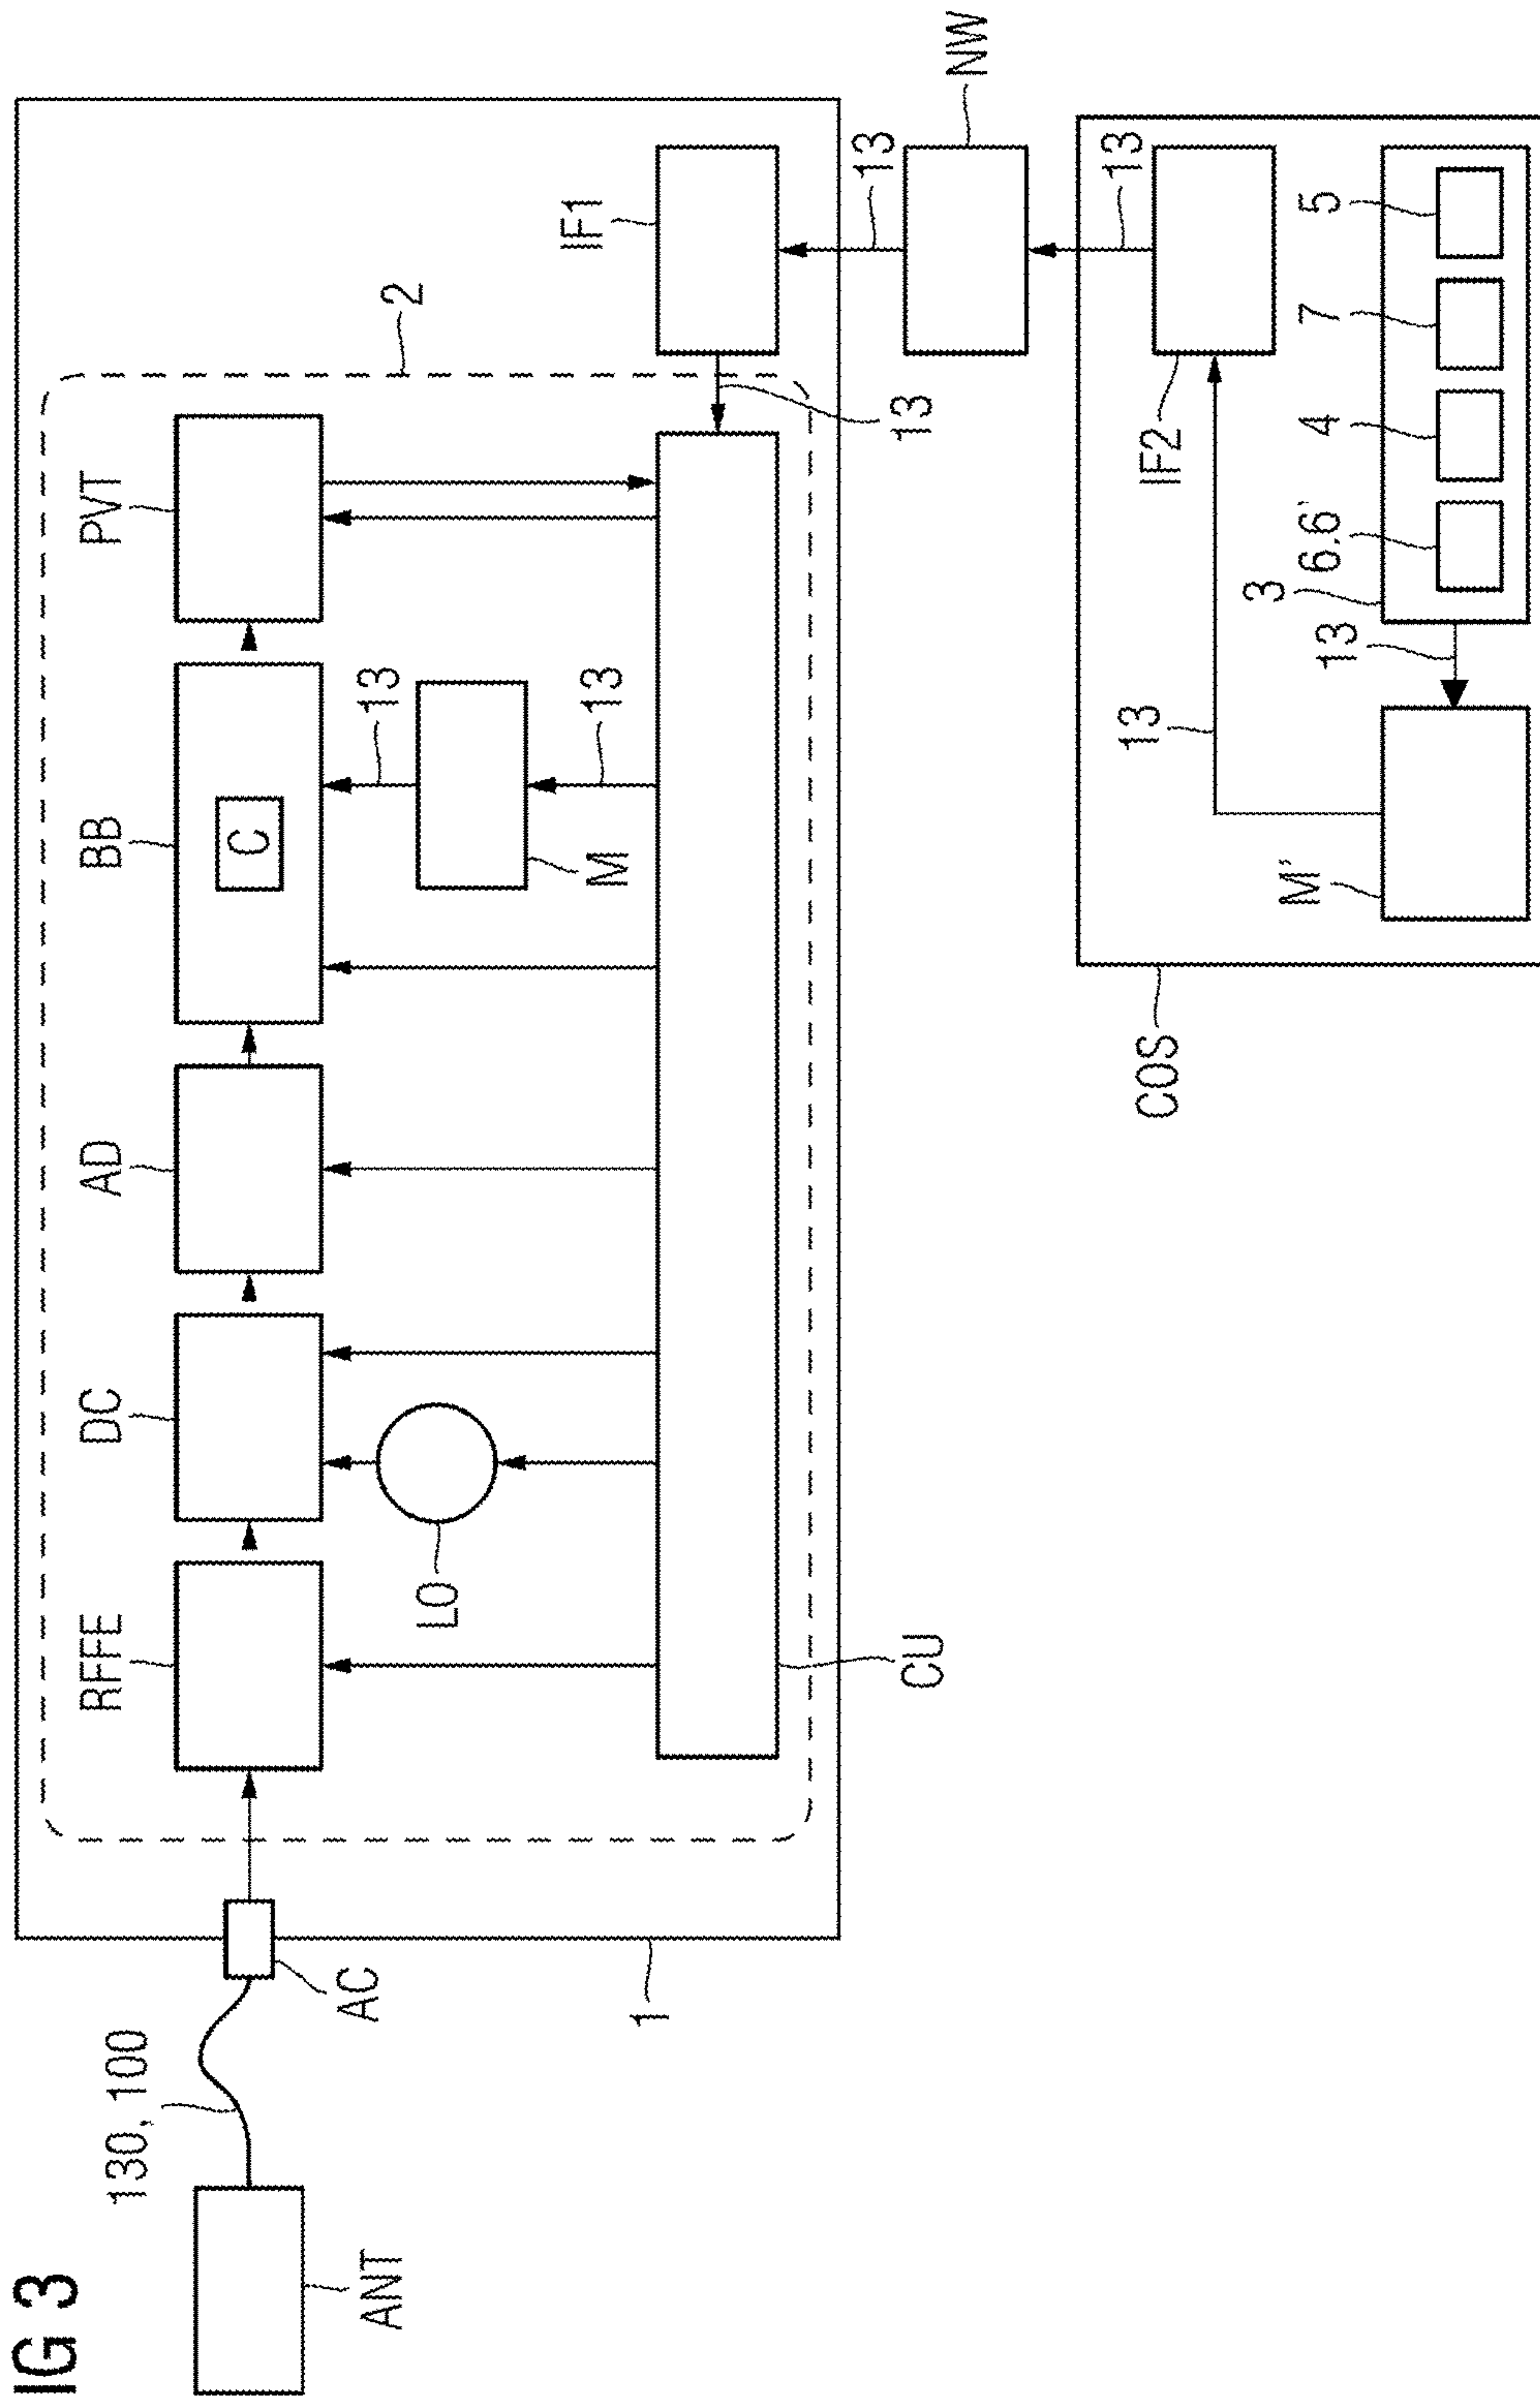 IG 3
ANT
130, 100
AC
1
RFFE
DC
AD
BB
PVT
2
C
LO
M
13
13
CU
IF1
13
13
NW
13
COS
IF2
13
M'
13
3
6.6'
4
7
5